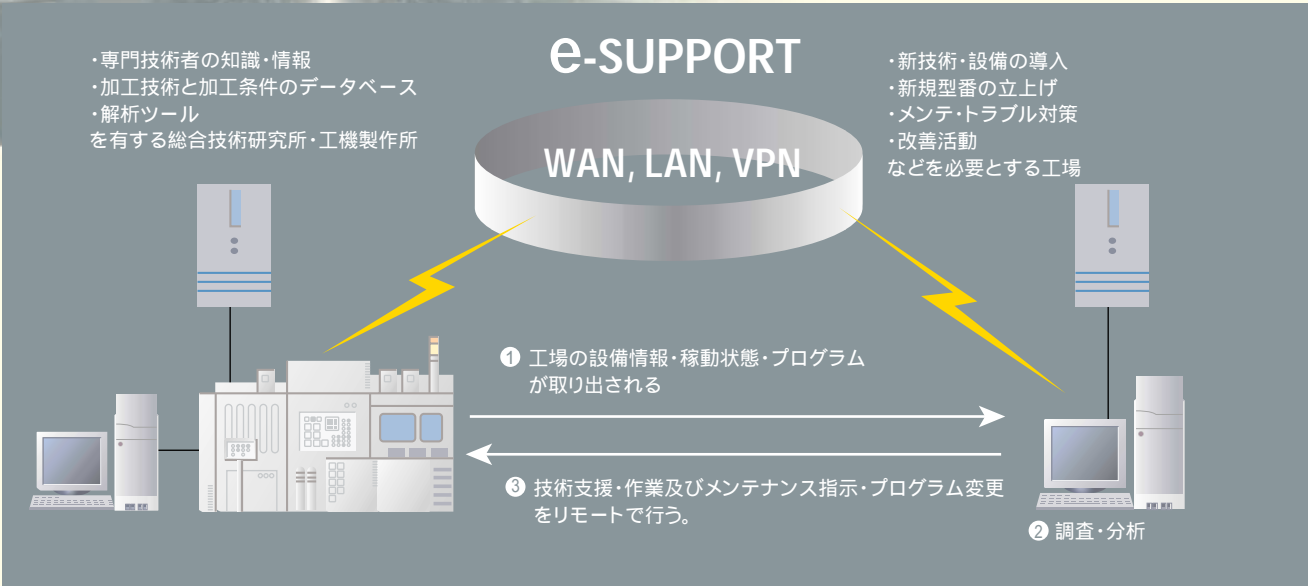 ・専門技術者の知識・情報
・加工技術と加工条件のデータベース
・解析ツール
を有する総合技術研究所・工機製作所
e-SUPPORT
WAN, LAN, VPN
・新技術・設備の導入
・新規型番の立上げ
・メンテ・トラブル対策
・改善活動
などを必要とする工場
① 工場の設備情報・稼動状態・プログラム
が取り出される
③ 技術支援・作業及びメンテナンス指示・プログラム変更
をリモートで行う。
② 調査・分析